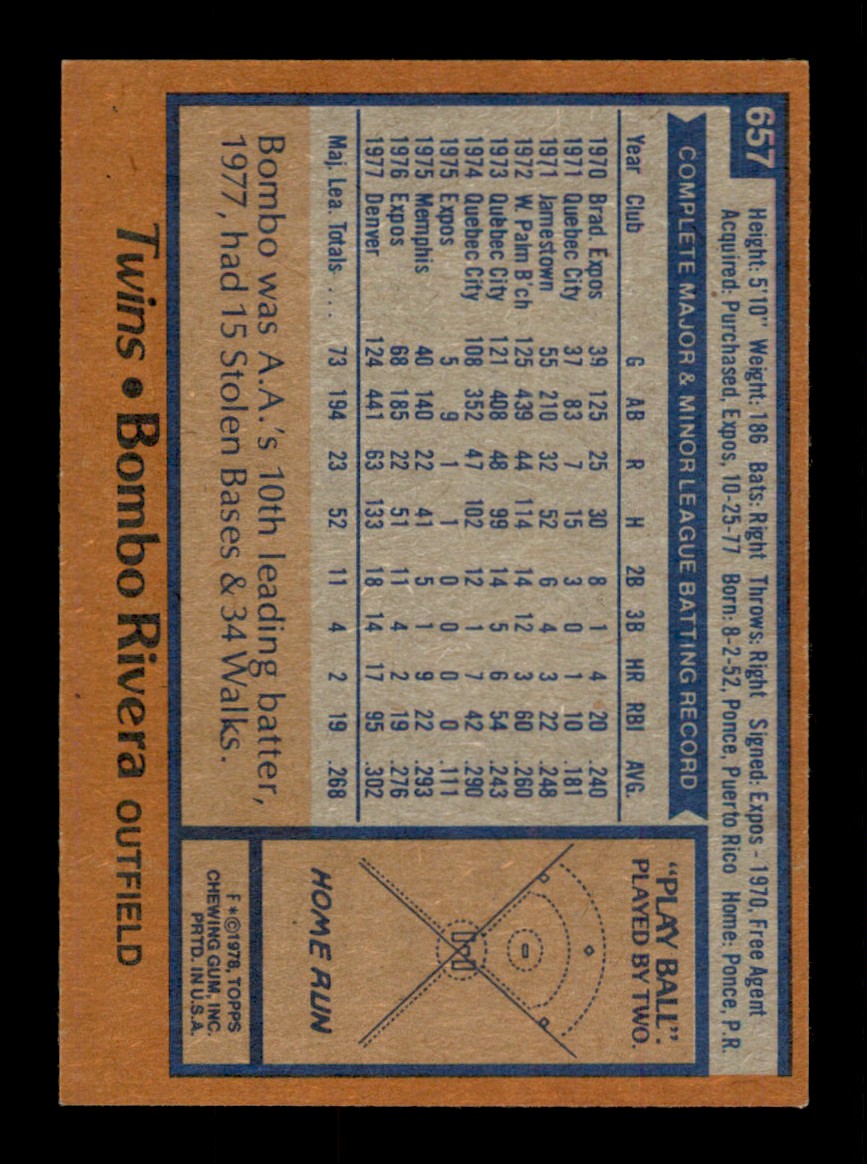 657
Height: 5'10" Weight: 186 Bats: Right Throws: Right Signed: Expos - 1970, Free Agent
Acquired: Purchased, Expos, 10-25-77 Born: 8-2-52, Ponce, Puerto Rico Home: Ponce, P.R.
COMPLETE MAJOR & MINOR LEAGUE BATTING RECORD
Year Club G AB R H 2B 3B HR RBI AVG.
1970 Brad. Expos 39 125 25 30 8 1 4 20 .240
1971 Quebec City 37 83 7 15 3 0 1 10 .181
1971 Jamestown 55 210 32 52 6 4 3 22 .248
1972 W. Palm B'ch 125 439 44 114 14 12 3 60 .260
1973 Quebec City 121 408 48 99 14 5 6 54 .243
1974 Quebec City 108 352 47 102 12 1 7 42 .290
1975 Expos 5 9 1 1 0 0 0 0 .111
1975 Memphis 40 140 22 41 5 1 9 22 .293
1976 Expos 68 185 22 51 11 4 2 19 .276
1977 Denver 124 441 63 133 18 14 17 95 .302
Maj. Lea. Totals . . . . 73 194 23 52 11 4 2 19 .268
Bombo was A.A.'s 10th leading batter,
1977, had 15 Stolen Bases & 34 Walks.
"PLAY BALL":
PLAYED BY TWO.
HOME RUN
F*©1978, TOPPS
CHEWING GUM, INC.
PRTD. IN U.S.A.
Twins • Bombo Rivera OUTFIELD